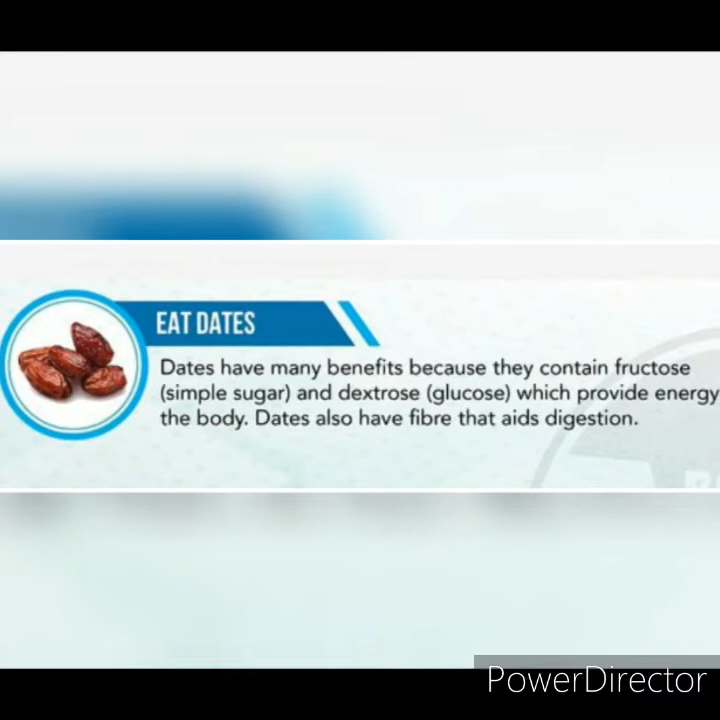 EAT DATES
Dates have many benefits because they contain fructose
(simple sugar) and dextrose (glucose) which provide energy
the body. Dates also have fibre that aids digestion.
PowerDirector